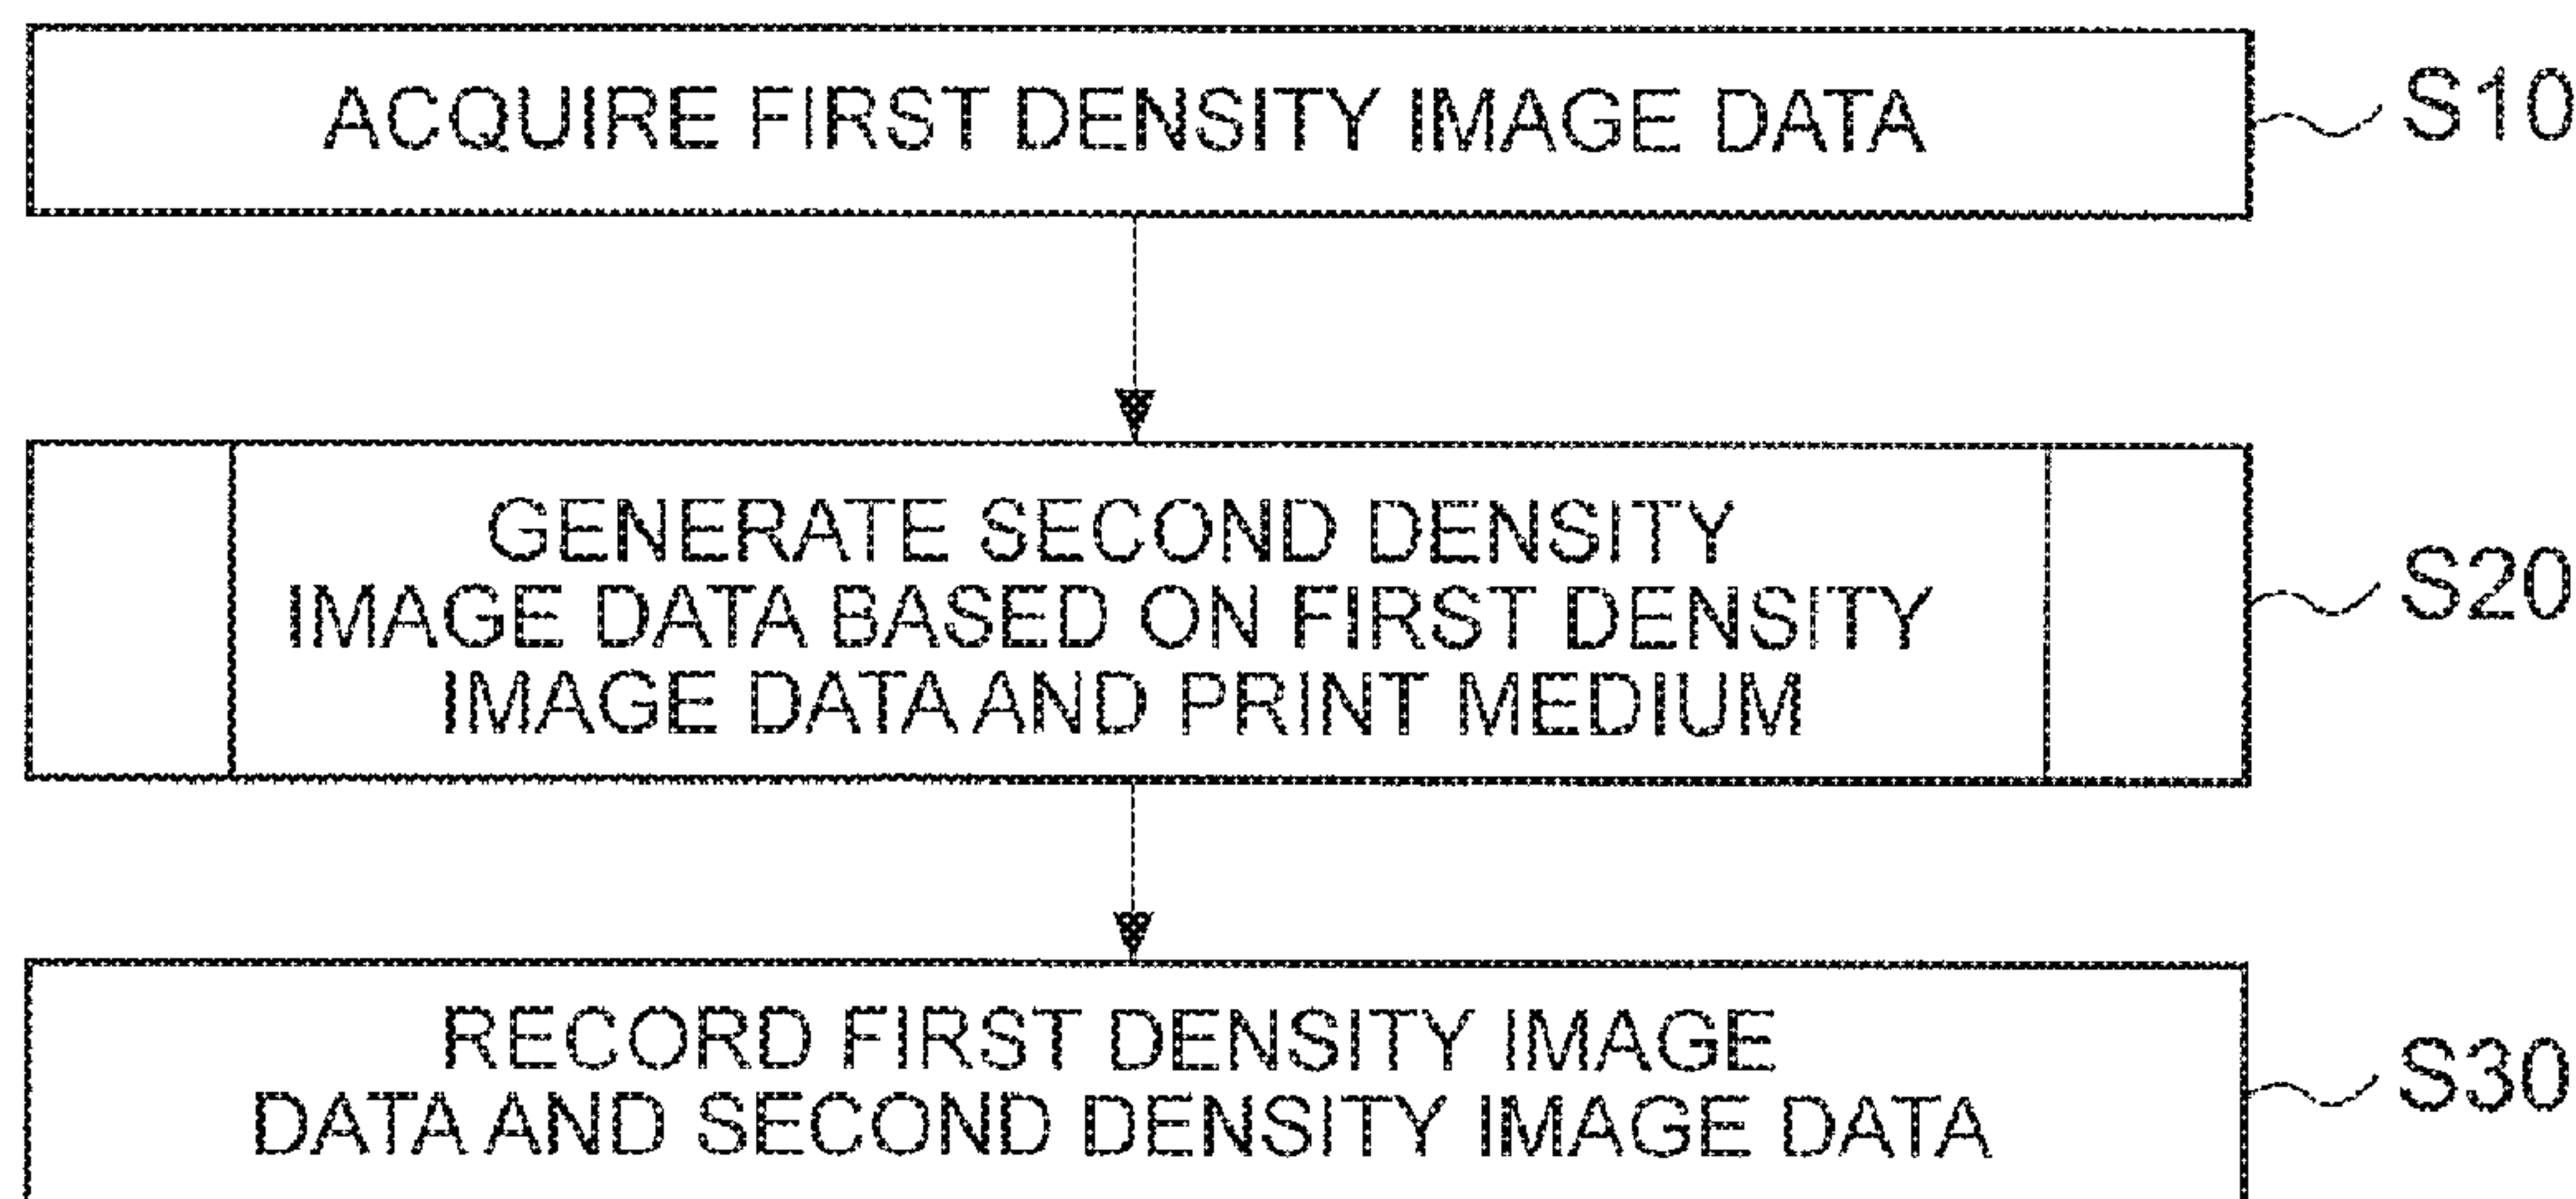 ACQUIRE FIRST DENSITY IMAGE DATA
S10
GENERATE SECOND DENSITY
IMAGE DATA BASED ON FIRST DENSITY
IMAGE DATA AND PRINT MEDIUM
S20
RECORD FIRST DENSITY IMAGE
DATA AND SECOND DENSITY IMAGE DATA
S30